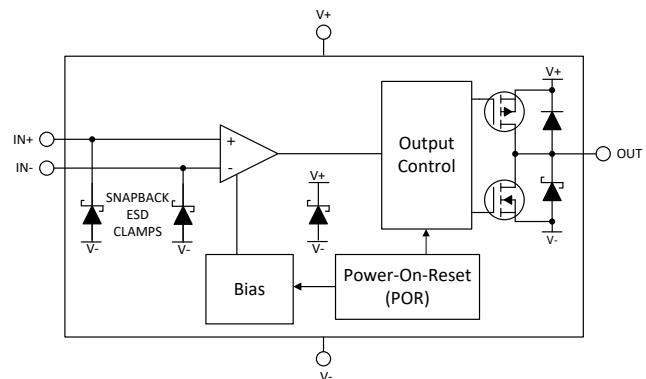 V+
V+
IN+
+
Output
Control
OUT
IN-
-
V+
SNAPBACK
ESD
CLAMPS
V-
V-
V-
V-
Bias
Power-On-Reset
(POR)
V-